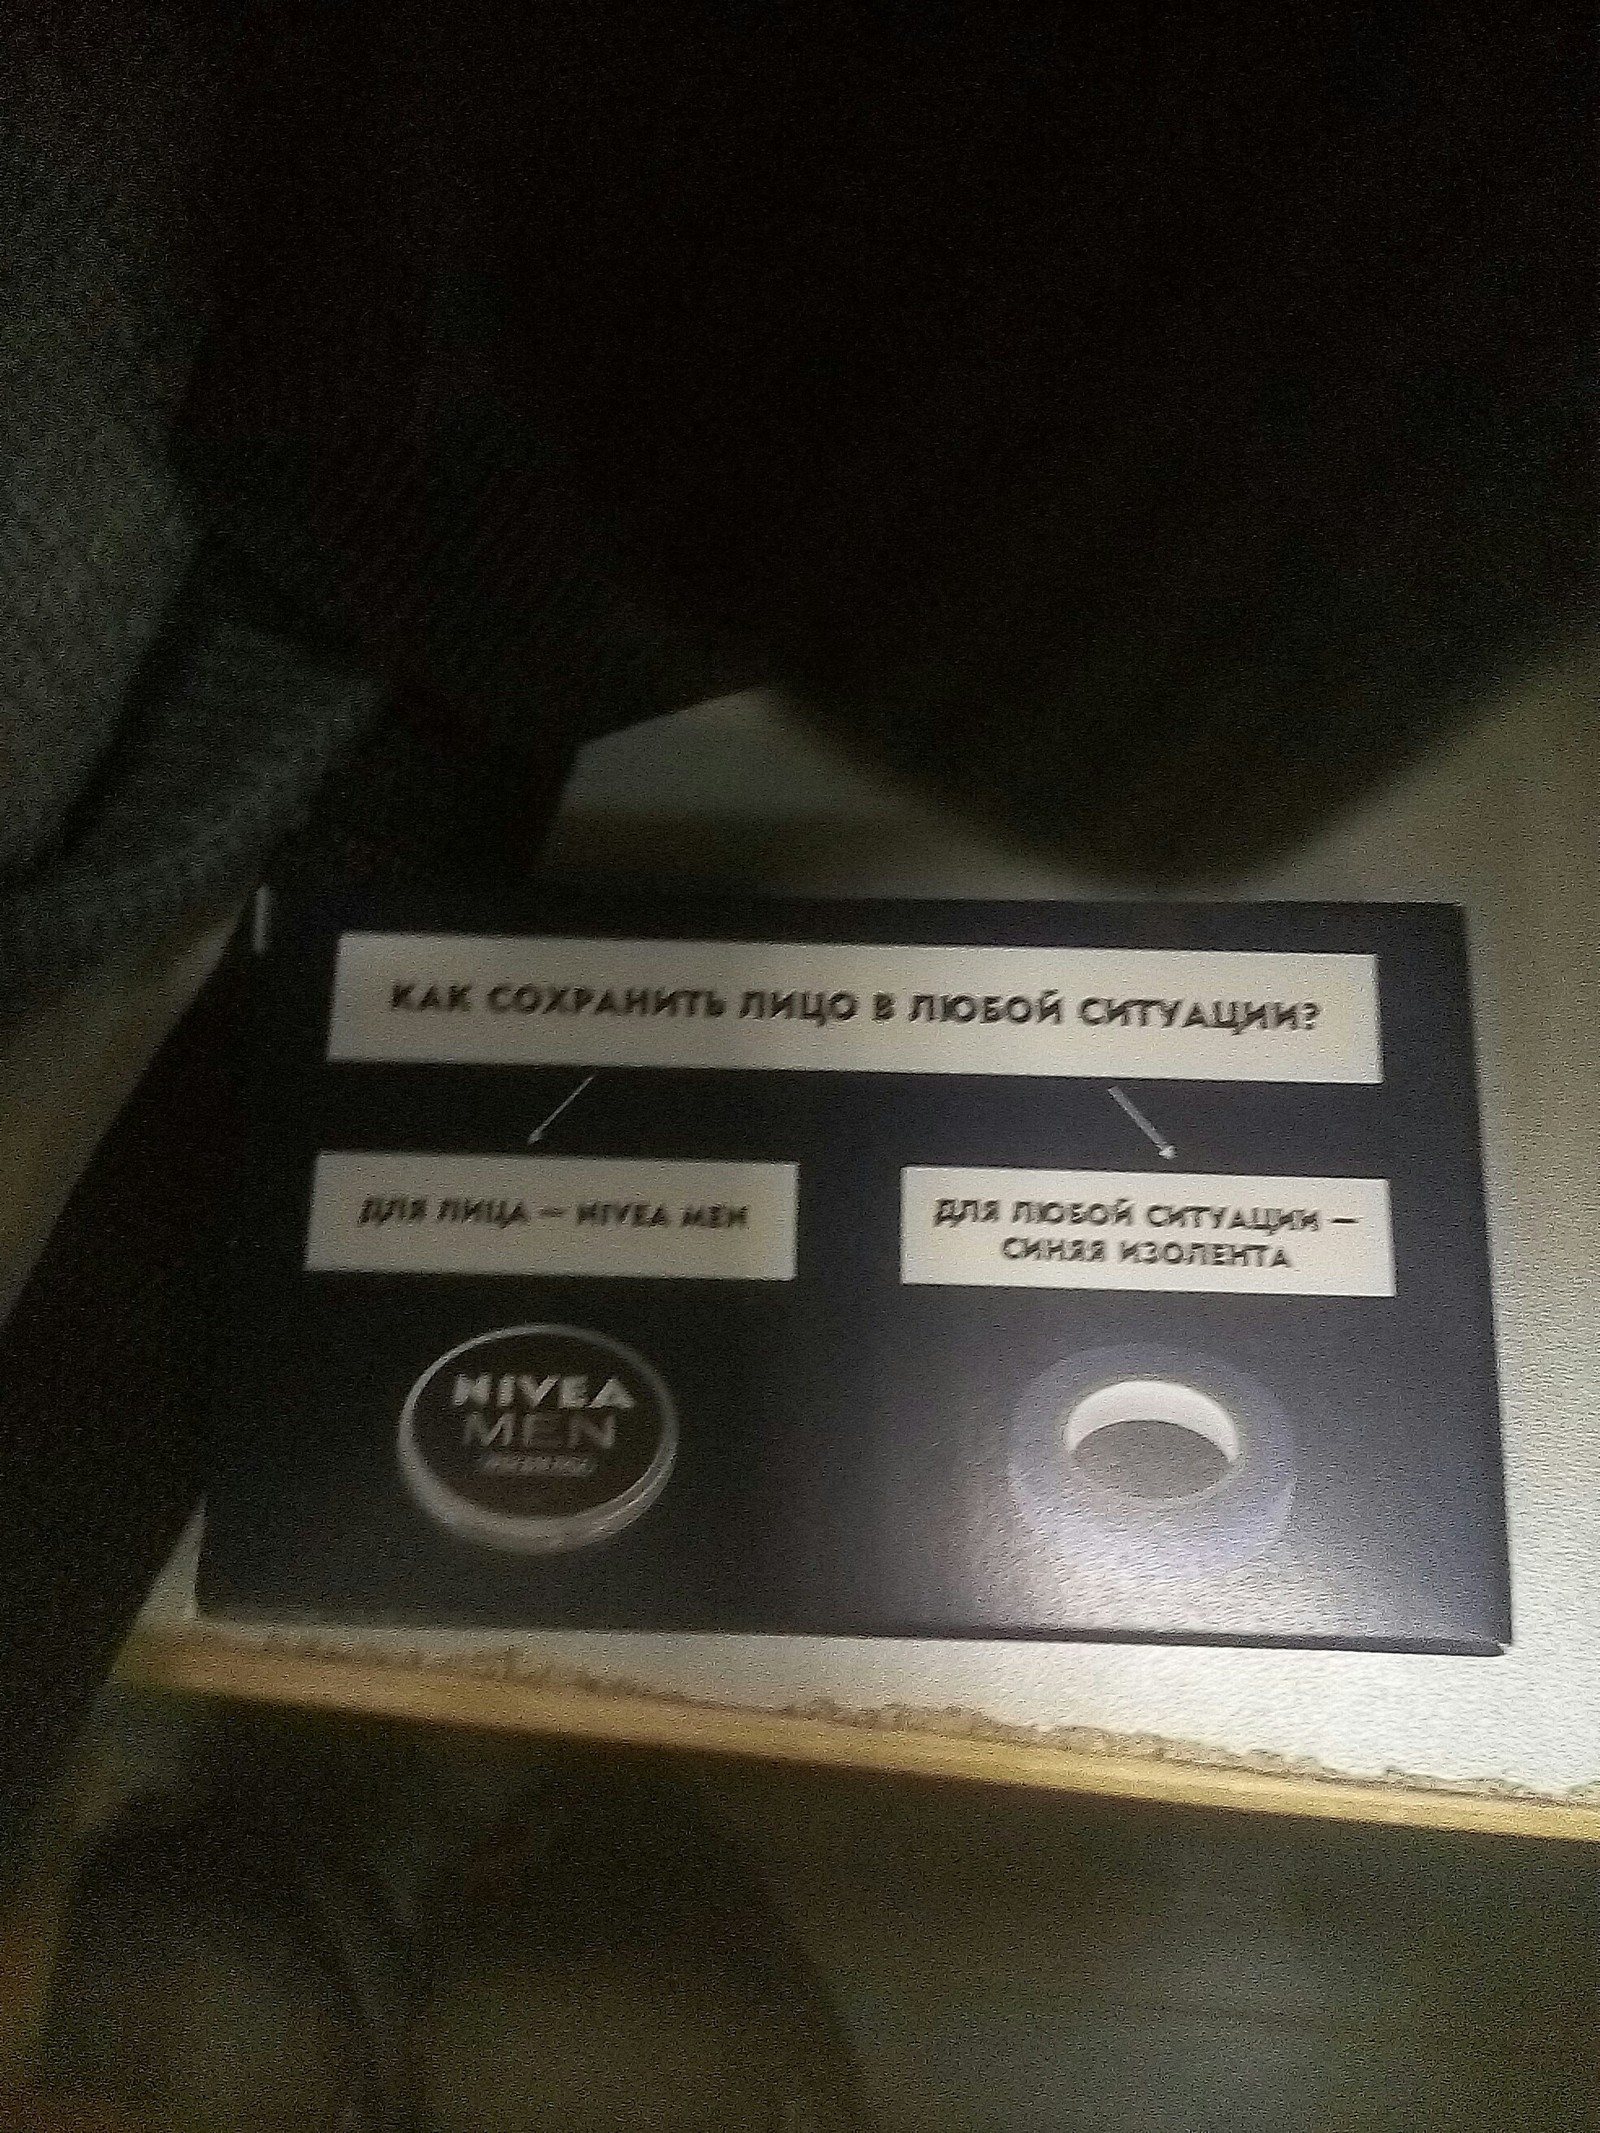 КАК СОХРАНИТЬ ЛИЦО В ЛЮБОЙ СИТУАЦИИ?
ДЛЯ ЛИЦА — NIVEA MEN
ДЛЯ ЛЮБОЙ СИТУАЦИИ —
СИНЯЯ ИЗОЛЕНТА
NIVEA
MEN